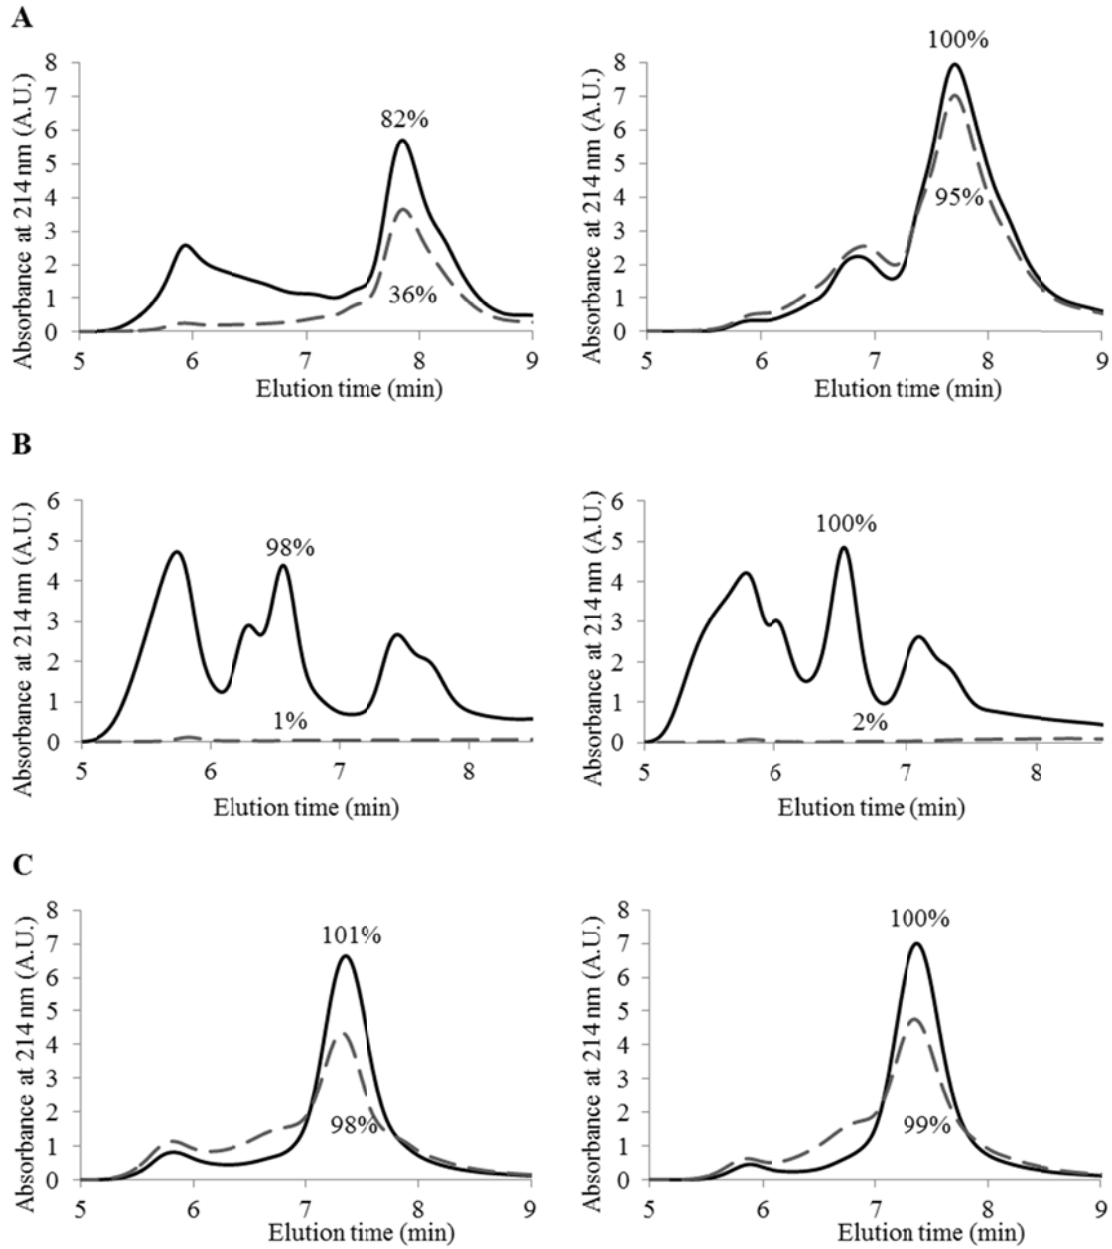 A
Absorbance at 214 nm (A.U.)
8
7
6
5
4
3
2
1
0
82%
36%
5 6 7 8 9
Elution time (min)
Absorbance at 214 nm (A.U.)
8
7
6
5
4
3
2
1
0
100%
95%
5 6 7 8 9
Elution time (min)
B
Absorbance at 214 nm (A.U.)
6
5
4
3
2
1
0
98%
1%
5 6 7 8
Elution time (min)
Absorbance at 214 nm (A.U.)
6
5
4
3
2
1
0
100%
2%
5 6 7 8
Elution time (min)
C
Absorbance at 214 nm (A.U.)
8
7
6
5
4
3
2
1
0
101%
98%
5 6 7 8 9
Elution time (min)
Absorbance at 214 nm (A.U.)
8
7
6
5
4
3
2
1
0
100%
99%
5 6 7 8 9
Elution time (min)